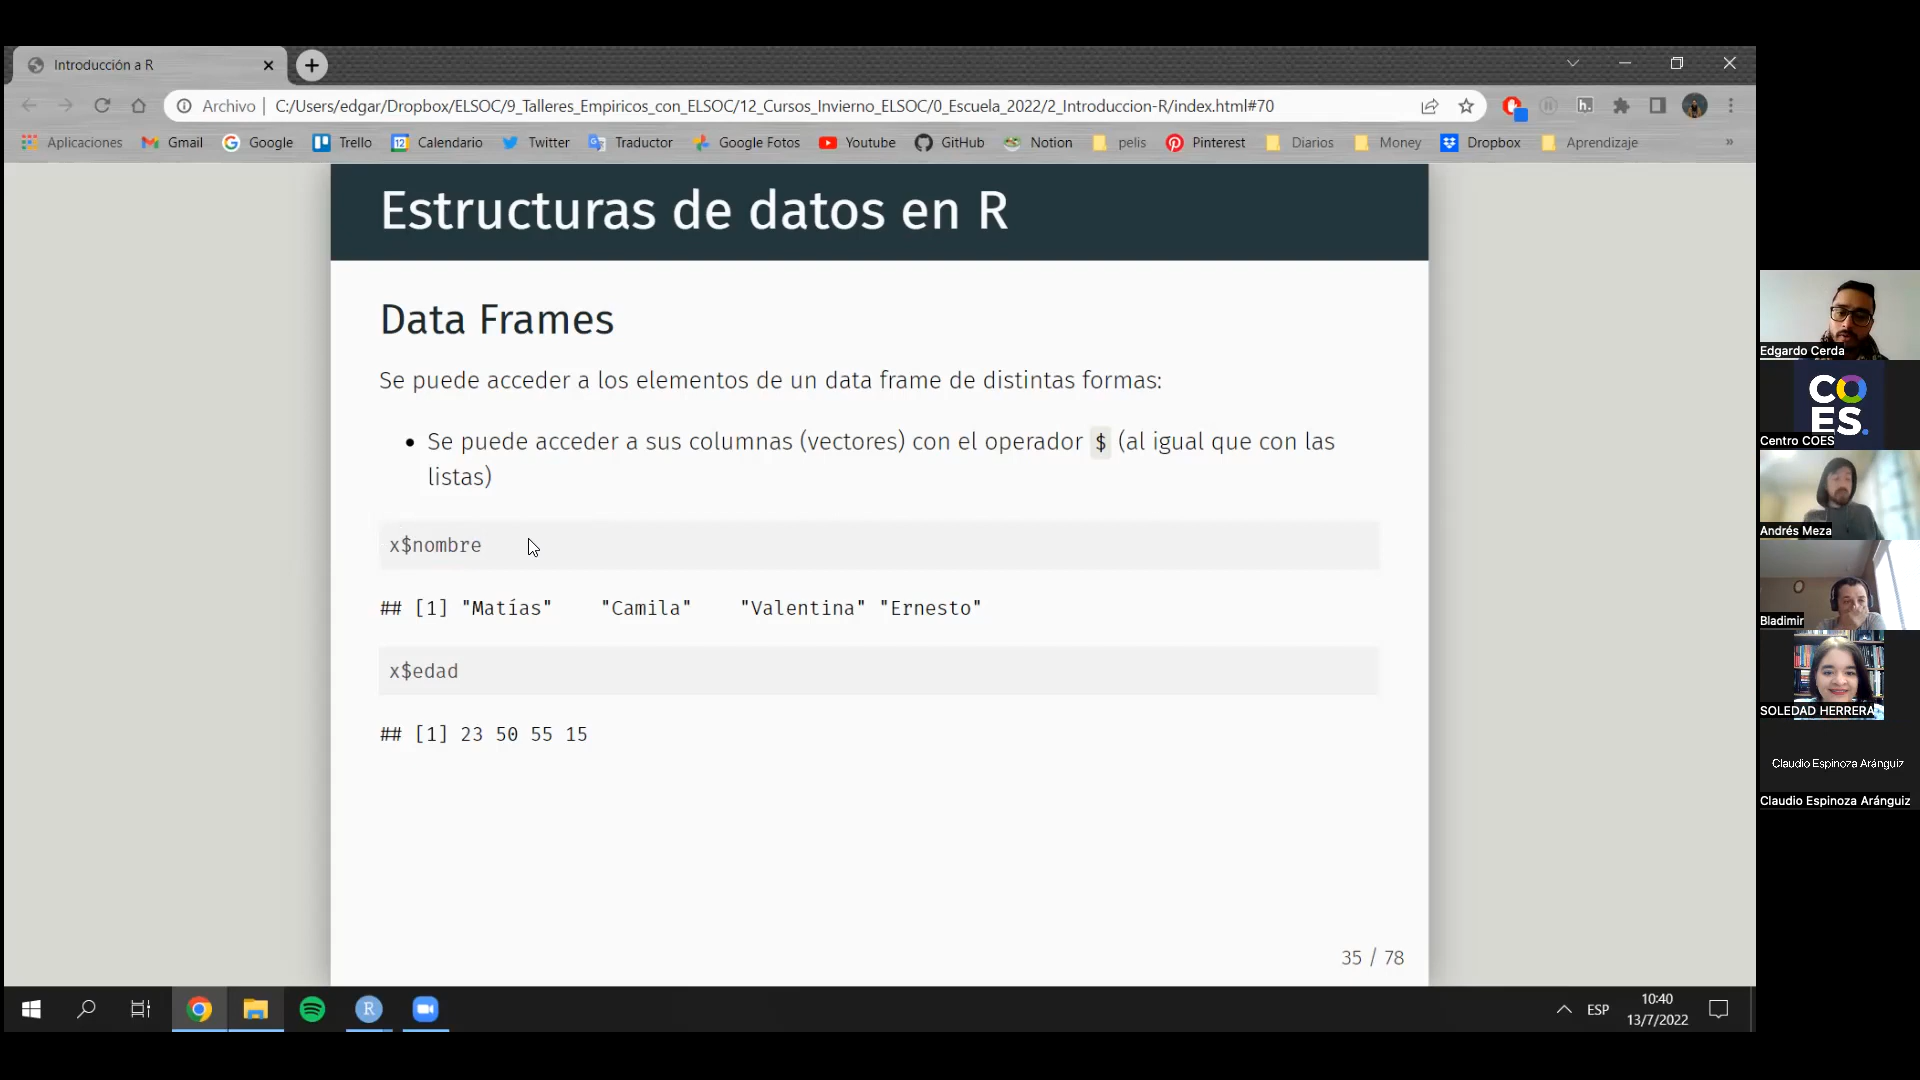 Introducción a R
Archivo | C:/Users/edgar/Dropbox/ELSOC/9_Talleres_Empiricos_con_ELSOC/12_Cursos_Invierno_ELSOC/0_Escuela_2022/2_Introduccion-R/index.html#70
Aplicaciones Gmail Google Trello 12 Calendario Twitter Traductor Google Fotos Youtube GitHub Notion pelis Pinterest Diarios Money Dropbox Aprendizaje »
Estructuras de datos en R
Data Frames
Se puede acceder a los elementos de un data frame de distintas formas:
• Se puede acceder a sus columnas (vectores) con el operador $ (al igual que con las
listas)
x$nombre
## [1] "Matías"    "Camila"    "Valentina" "Ernesto"
x$edad
## [1] 23 50 55 15
35 / 78
Edgardo Cerda
COES.
Centro COES
Andrés Meza
Bladimir
SOLEDAD HERRERA
Claudio Espinoza Aránguiz
Claudio Espinoza Aránguiz
R
ESP
10:40
13/7/2022